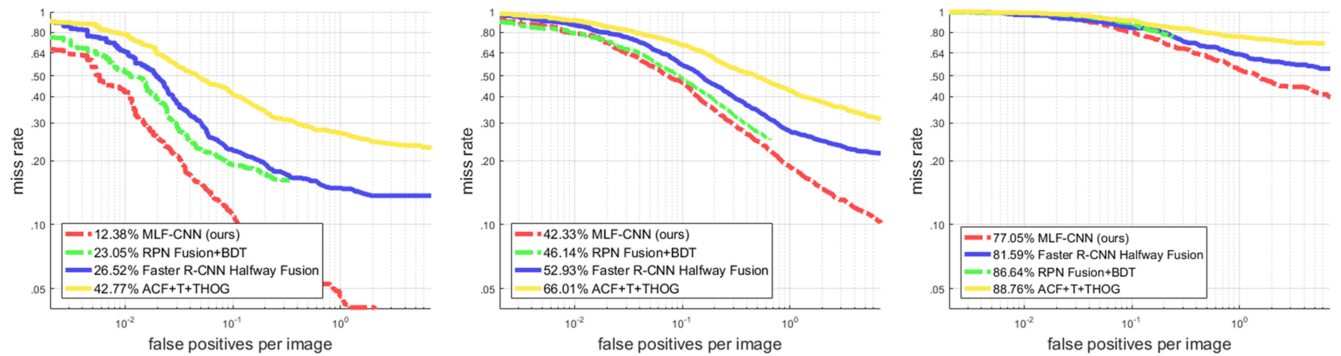 1
.80
.64
.50
.40
.30
.20
.10
.05
miss rate
12.38% MLF-CNN (ours)
23.05% RPN Fusion+BDT
26.52% Faster R-CNN Halfway Fusion
42.77% ACF+T+THOG
10-2 10-1 100
false positives per image
1
.80
.64
.50
.40
.30
.20
.10
.05
miss rate
42.33% MLF-CNN (ours)
46.14% RPN Fusion+BDT
52.93% Faster R-CNN Halfway Fusion
66.01% ACF+T+THOG
10-2 10-1 100
false positives per image
1
.80
.64
.50
.40
.30
.20
.10
.05
miss rate
77.05% MLF-CNN (ours)
81.59% Faster R-CNN Halfway Fusion
86.64% RPN Fusion+BDT
88.76% ACF+T+THOG
10-2 10-1 100
false positives per image